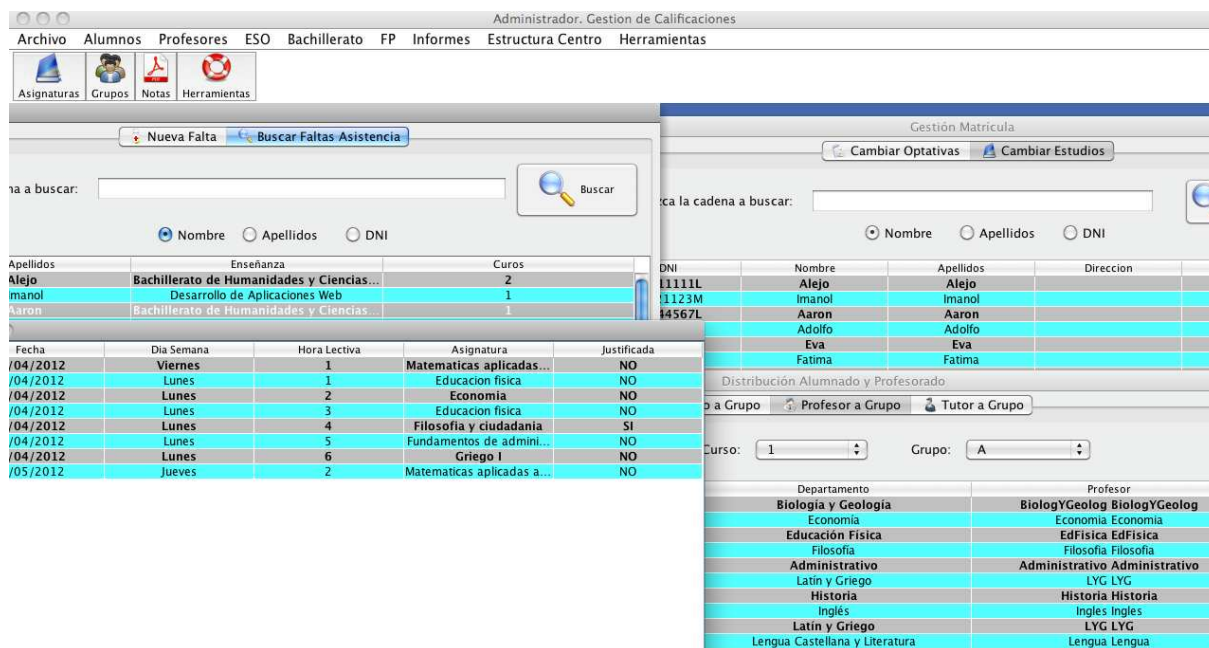 Administrador. Gestion de Calificaciones
Archivo Alumnos Profesores ESO Bachillerato FP Informes Estructura Centro Herramientas
Asignaturas Grupos Notas Herramientas
Nueva Falta Buscar Faltas Asistencia
na a buscar: Buscar
Nombre Apellidos DNI
Apellidos Enseñanza Curos
Alejo Bachillerato de Humanidades y Ciencias... 2
Imanol Desarrollo de Aplicaciones Web 1
Aaron Bachillerato de Humanidades y Ciencias... 1
Fecha Dia Semana Hora Lectiva Asignatura Justificada
/04/2012 Viernes 1 Matematicas aplicadas... NO
/04/2012 Lunes 1 Educacion fisica NO
/04/2012 Lunes 2 Economia NO
/04/2012 Lunes 3 Educacion fisica NO
/04/2012 Lunes 4 Filosofia y ciudadania SI
/04/2012 Lunes 5 Fundamentos de admini... NO
/04/2012 Lunes 6 Griego I NO
/05/2012 Jueves 2 Matematicas aplicadas a... NO
Gestión Matricula
Cambiar Optativas Cambiar Estudios
zca la cadena a buscar:
Nombre Apellidos DNI
DNI Nombre Apellidos Direccion
11111L Alejo Alejo
21123M Imanol Imanol
44567L Aaron Aaron
Adolfo Adolfo
Eva Eva
Fatima Fatima
Distribución Alumnado y Profesorado
o a Grupo Profesor a Grupo Tutor a Grupo
Curso: 1 Grupo: A
Departamento Profesor
Biología y Geología BiologYGeolog BiologYGeolog
Economía Economia Economia
Educación Física EdFisica EdFisica
Filosofía Filosofia Filosofia
Administrativo Administrativo Administrativo
Latín y Griego LYG LYG
Historia Historia Historia
Inglés Ingles Ingles
Latín y Griego LYG LYG
Lengua Castellana y Literatura Lengua Lengua